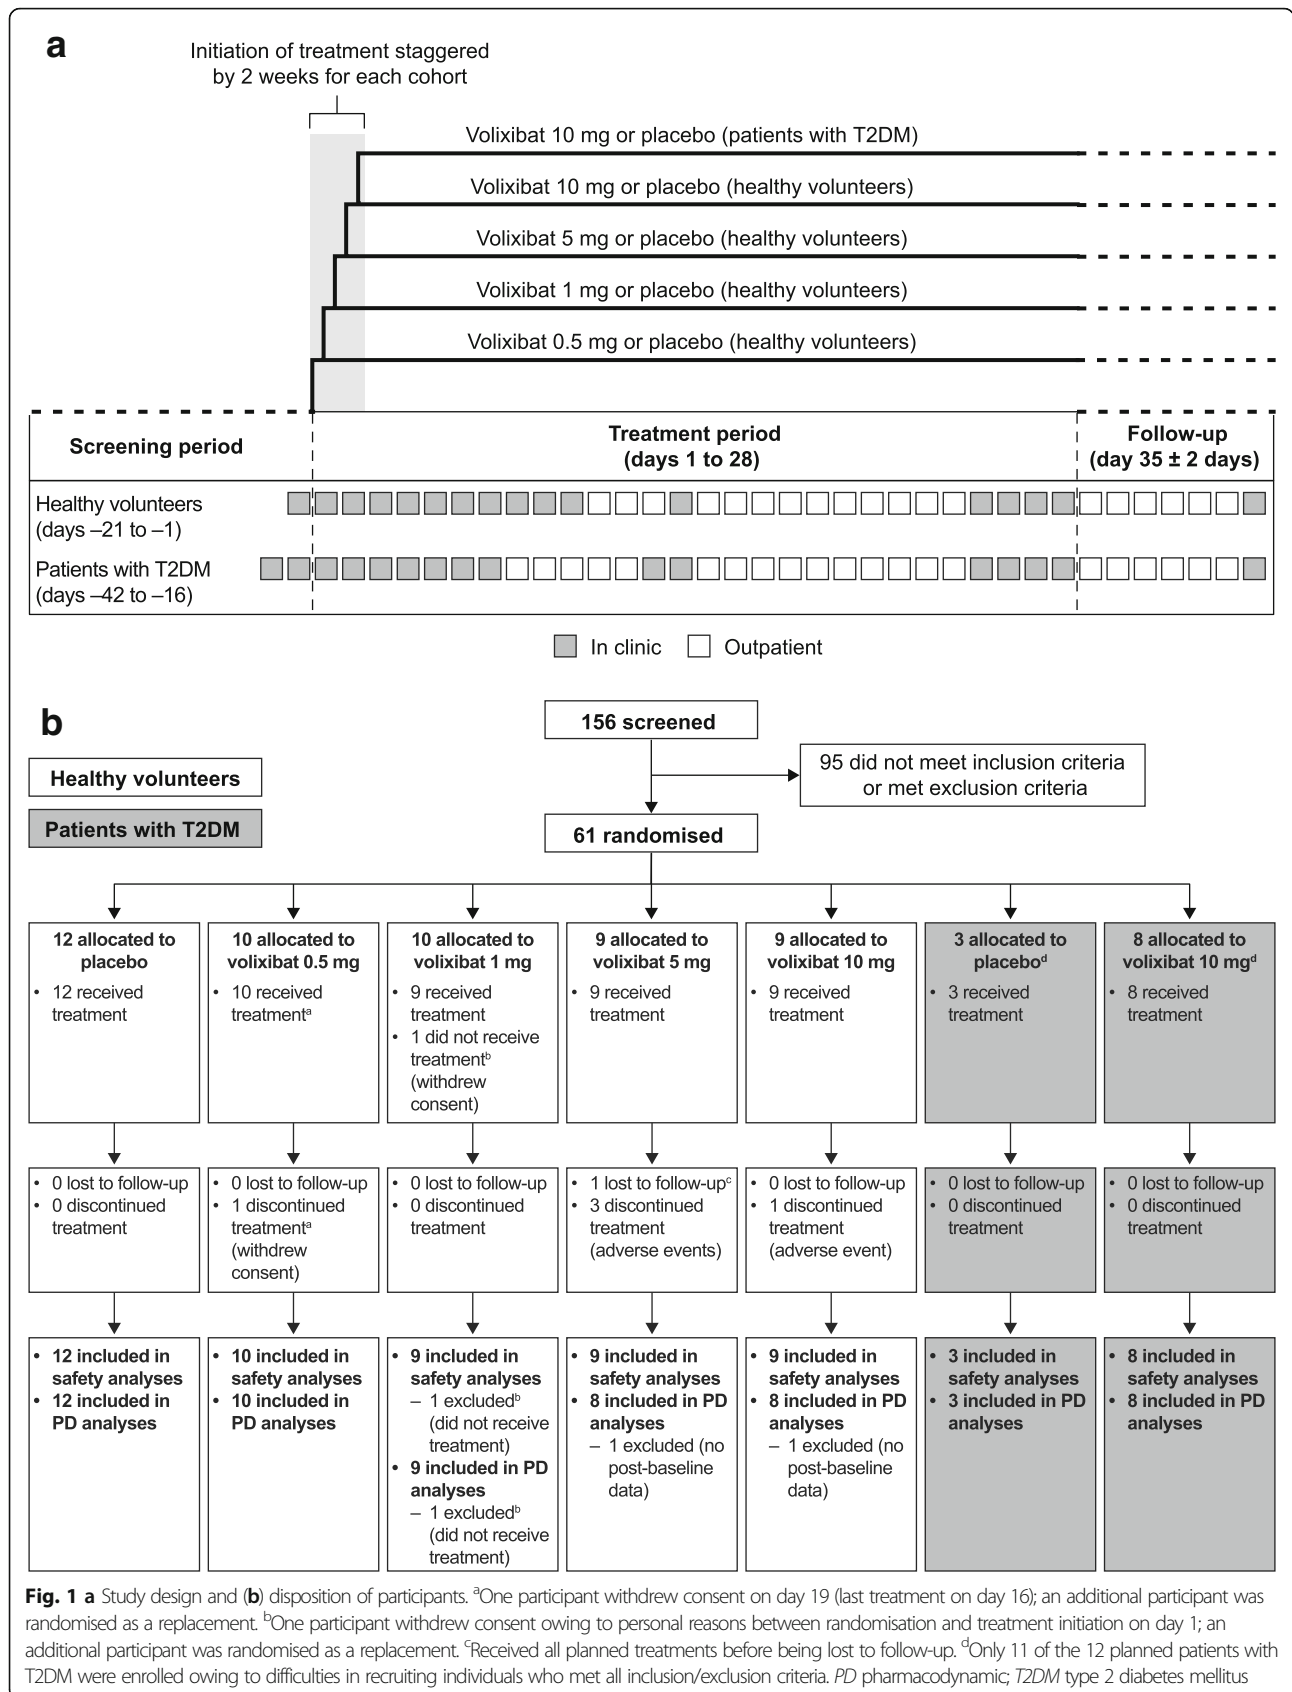 a
Initiation of treatment staggered
by 2 weeks for each cohort
Volixibat 10 mg or placebo (patients with T2DM)
Volixibat 10 mg or placebo (healthy volunteers)
Volixibat 5 mg or placebo (healthy volunteers)
Volixibat 1 mg or placebo (healthy volunteers)
Volixibat 0.5 mg or placebo (healthy volunteers)
Screening period
Treatment period
(days 1 to 28)
Follow-up
(day 35 ± 2 days)
Healthy volunteers
(days –21 to –1)
Patients with T2DM
(days –42 to –16)
In clinic
Outpatient
b
156 screened
Healthy volunteers
95 did not meet inclusion criteria
or met exclusion criteria
Patients with T2DM
61 randomised
12 allocated to
placebo
• 12 received
treatment
10 allocated to
volixibat 0.5 mg
• 10 received
treatmentᵃ
10 allocated to
volixibat 1 mg
• 9 received
treatment
• 1 did not receive
treatmentᵇ
(withdrew
consent)
9 allocated to
volixibat 5 mg
• 9 received
treatment
9 allocated to
volixibat 10 mg
• 9 received
treatment
3 allocated to
placeboᵈ
• 3 received
treatment
8 allocated to
volixibat 10 mgᵈ
• 8 received
treatment
• 0 lost to follow-up
• 0 discontinued
treatment
• 0 lost to follow-up
• 1 discontinued
treatmentᵃ
(withdrew
consent)
• 0 lost to follow-up
• 0 discontinued
treatment
• 1 lost to follow-upᶜ
• 3 discontinued
treatment
(adverse events)
• 0 lost to follow-up
• 1 discontinued
treatment
(adverse event)
• 0 lost to follow-up
• 0 discontinued
treatment
• 0 lost to follow-up
• 0 discontinued
treatment
• 12 included in
safety analyses
• 12 included in
PD analyses
• 10 included in
safety analyses
• 10 included in
PD analyses
• 9 included in
safety analyses
– 1 excludedᵇ
(did not receive
treatment)
• 9 included in PD
analyses
– 1 excludedᵇ
(did not receive
treatment)
• 9 included in
safety analyses
• 8 included in PD
analyses
– 1 excluded (no
post-baseline
data)
• 9 included in
safety analyses
• 8 included in PD
analyses
– 1 excluded (no
post-baseline
data)
• 3 included in
safety analyses
• 3 included in PD
analyses
• 8 included in
safety analyses
• 8 included in PD
analyses
Fig. 1 a Study design and (b) disposition of participants. ᵃOne participant withdrew consent on day 19 (last treatment on day 16); an additional participant was
randomised as a replacement. ᵇOne participant withdrew consent owing to personal reasons between randomisation and treatment initiation on day 1; an
additional participant was randomised as a replacement. ᶜReceived all planned treatments before being lost to follow-up. ᵈOnly 11 of the 12 planned patients with
T2DM were enrolled owing to difficulties in recruiting individuals who met all inclusion/exclusion criteria. PD pharmacodynamic; T2DM type 2 diabetes mellitus